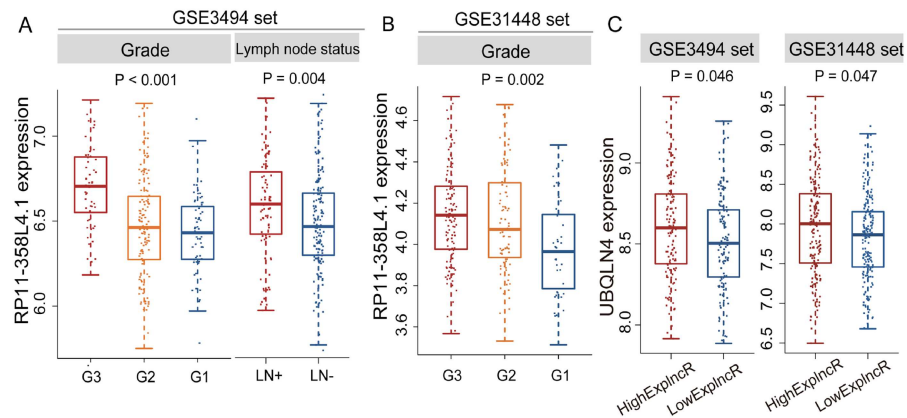 A
GSE3494 set
Grade
Lymph node status
P < 0.001
P = 0.004
RP11-358L4.1 expression
7.0
6.5
6.0
G3
G2
G1
LN+
LN-
B
GSE31448 set
Grade
P = 0.002
RP11-358L4.1 expression
4.6
4.4
4.2
4.0
3.8
3.6
G3
G2
G1
C
GSE3494 set
GSE31448 set
P = 0.046
P = 0.047
UBQLN4 expression
9.0
8.5
8.0
9.5
9.0
8.5
8.0
7.5
7.0
6.5
HighExplncR
LowExplncR
HighExplncR
LowExplncR